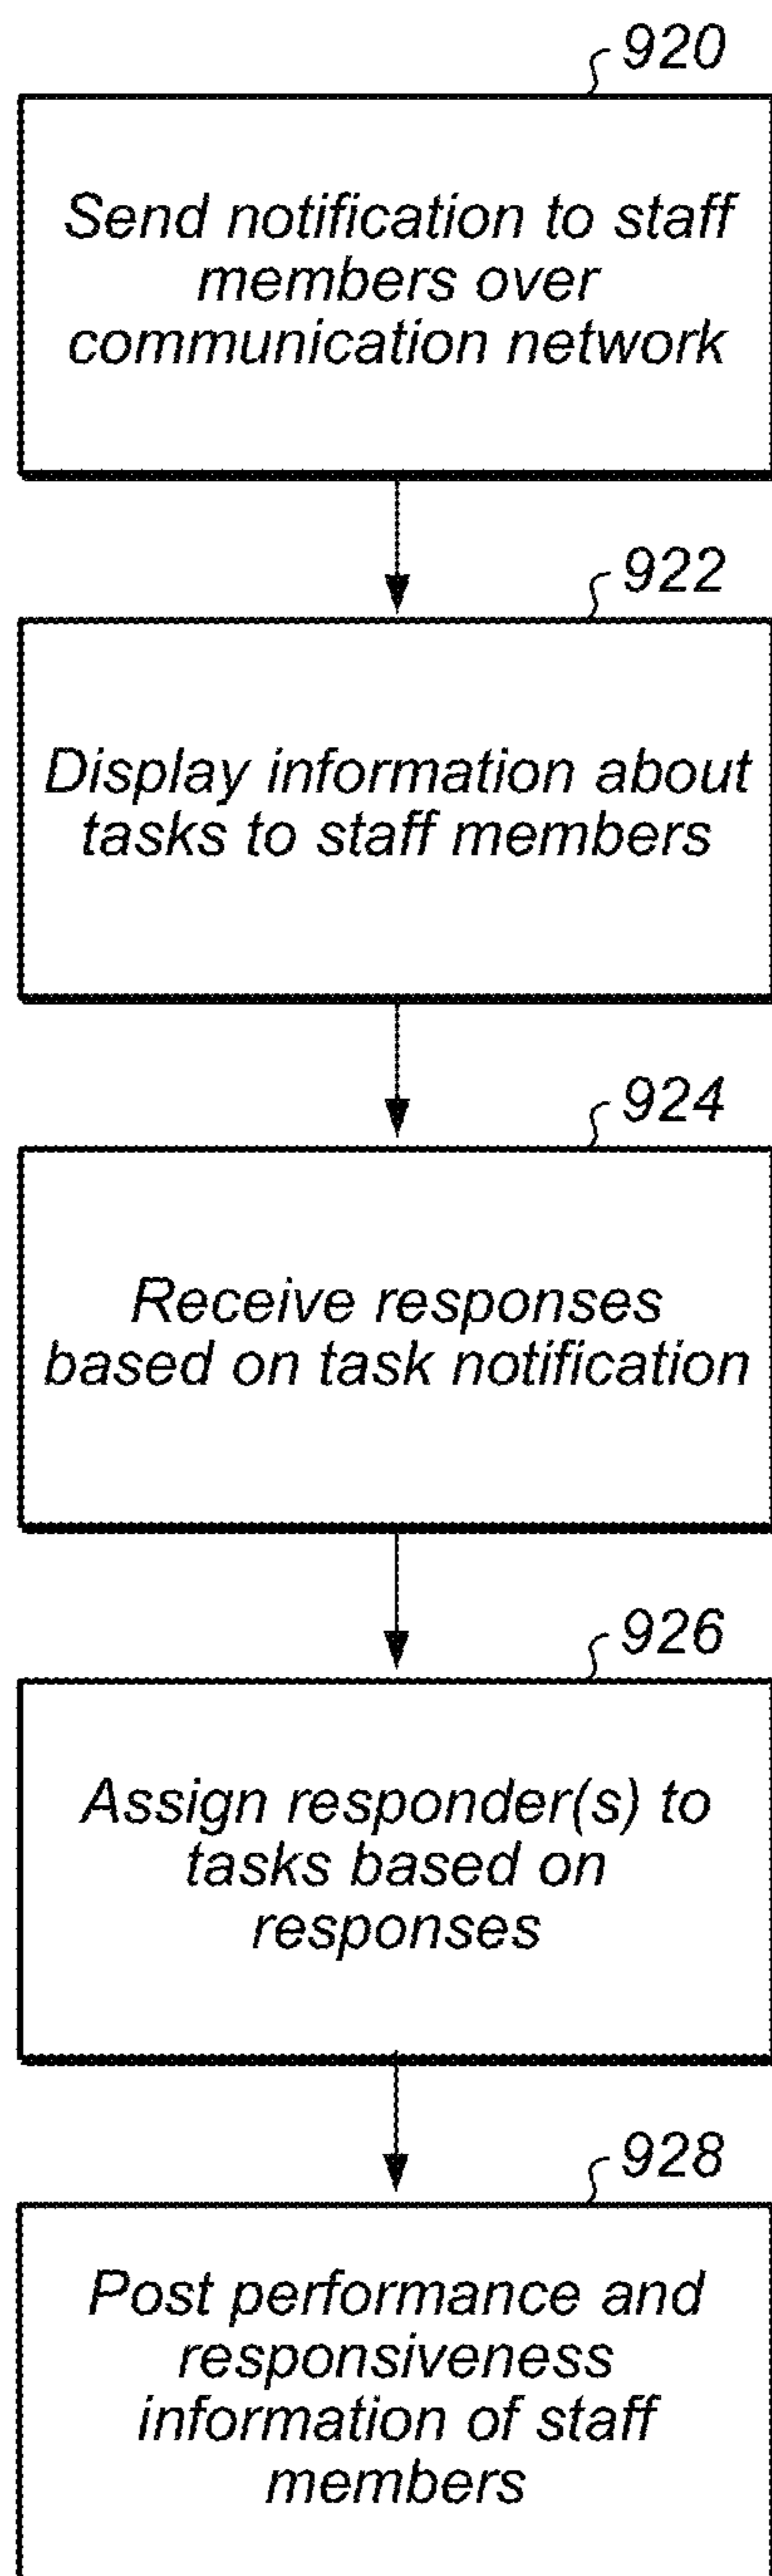 920
Send notification to staff
members over
communication network
922
Display information about
tasks to staff members
924
Receive responses
based on task notification
926
Assign responder(s) to
tasks based on
responses
928
Post performance and
responsiveness
information of staff
members